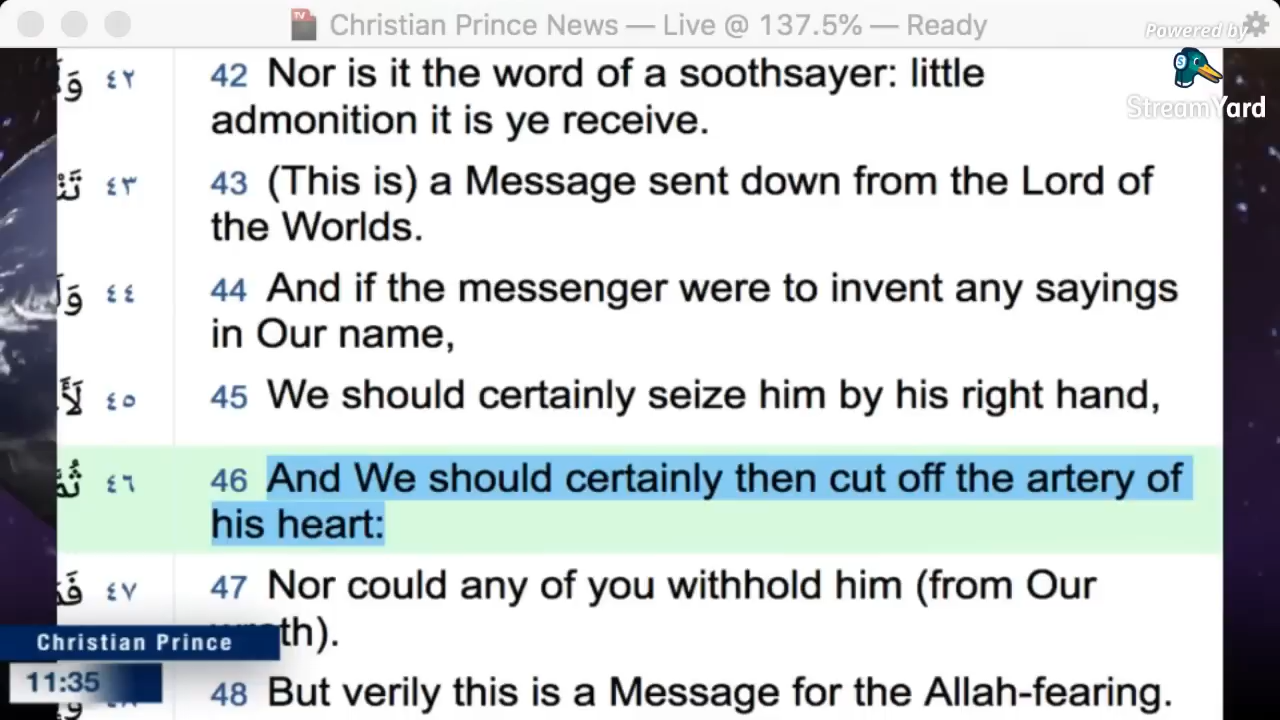 Christian Prince News — Live @ 137.5% — Ready
Powered by
StreamYard
٤٢ 42 Nor is it the word of a soothsayer: little
admonition it is ye receive.
٤٣ 43 (This is) a Message sent down from the Lord of
the Worlds.
٤٤ 44 And if the messenger were to invent any sayings
in Our name,
٤٥ 45 We should certainly seize him by his right hand,
٤٦ 46 And We should certainly then cut off the artery of
his heart:
٤٧ 47 Nor could any of you withhold him (from Our
wrath).
48 But verily this is a Message for the Allah-fearing.
Christian Prince
11:35